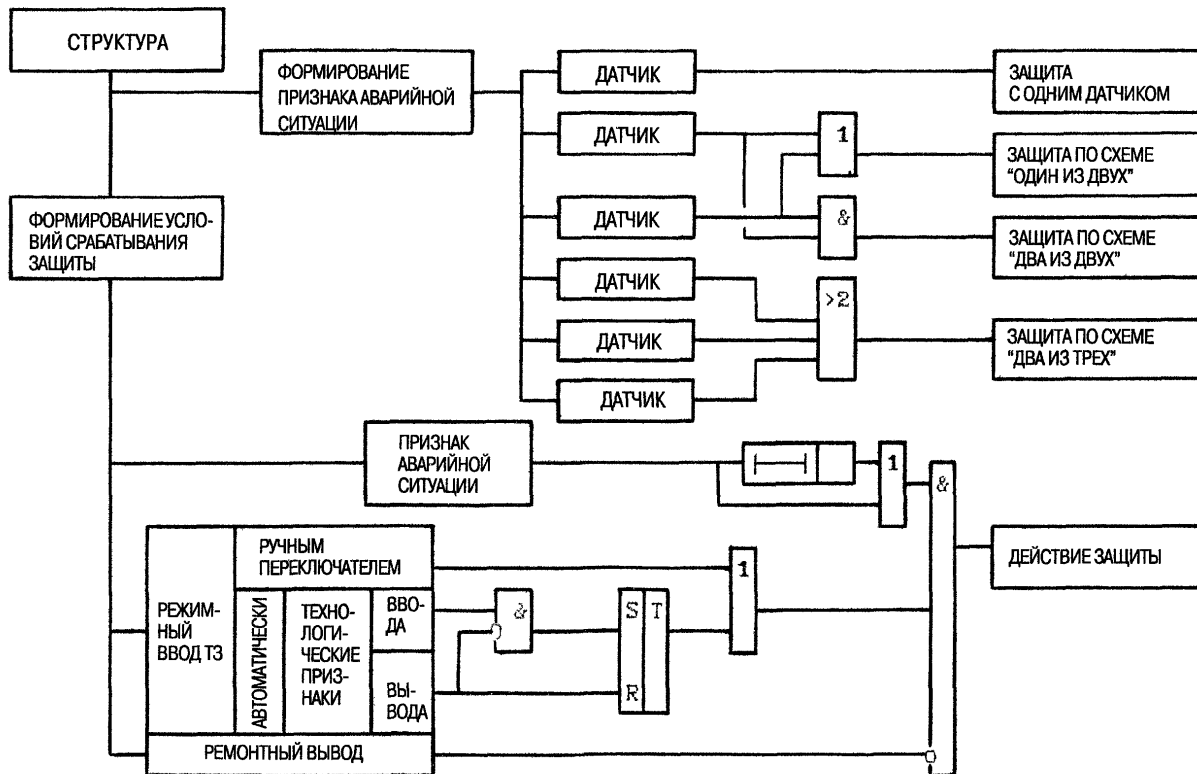 СТРУКТУРА
ФОРМИРОВАНИЕ
ПРИЗНАКА АВАРИЙНОЙ
СИТУАЦИИ
ФОРМИРОВАНИЕ УСЛО-
ВИЙ СРАБАТЫВАНИЯ
ЗАЩИТЫ
ДАТЧИК
ДАТЧИК
ДАТЧИК
ДАТЧИК
ДАТЧИК
ДАТЧИК
1
&
>2
ЗАЩИТА
С ОДНИМ ДАТЧИКОМ
ЗАЩИТА ПО СХЕМЕ
"ОДИН ИЗ ДВУХ"
ЗАЩИТА ПО СХЕМЕ
"ДВА ИЗ ДВУХ"
ЗАЩИТА ПО СХЕМЕ
"ДВА ИЗ ТРЕХ"
ПРИЗНАК
АВАРИЙНОЙ
СИТУАЦИИ
1
&
ДЕЙСТВИЕ ЗАЩИТЫ
РЕЖИМ-
НЫЙ
ВВОД ТЗ
РУЧНЫМ
ПЕРЕКЛЮЧАТЕЛЕМ
АВТОМАТИЧЕСКИ
ТЕХНО-
ЛОГИ-
ЧЕСКИЕ
ПРИЗ-
НАКИ
ВВО-
ДА
ВЫ-
ВОДА
&
S T
R
1
РЕМОНТНЫЙ ВЫВОД